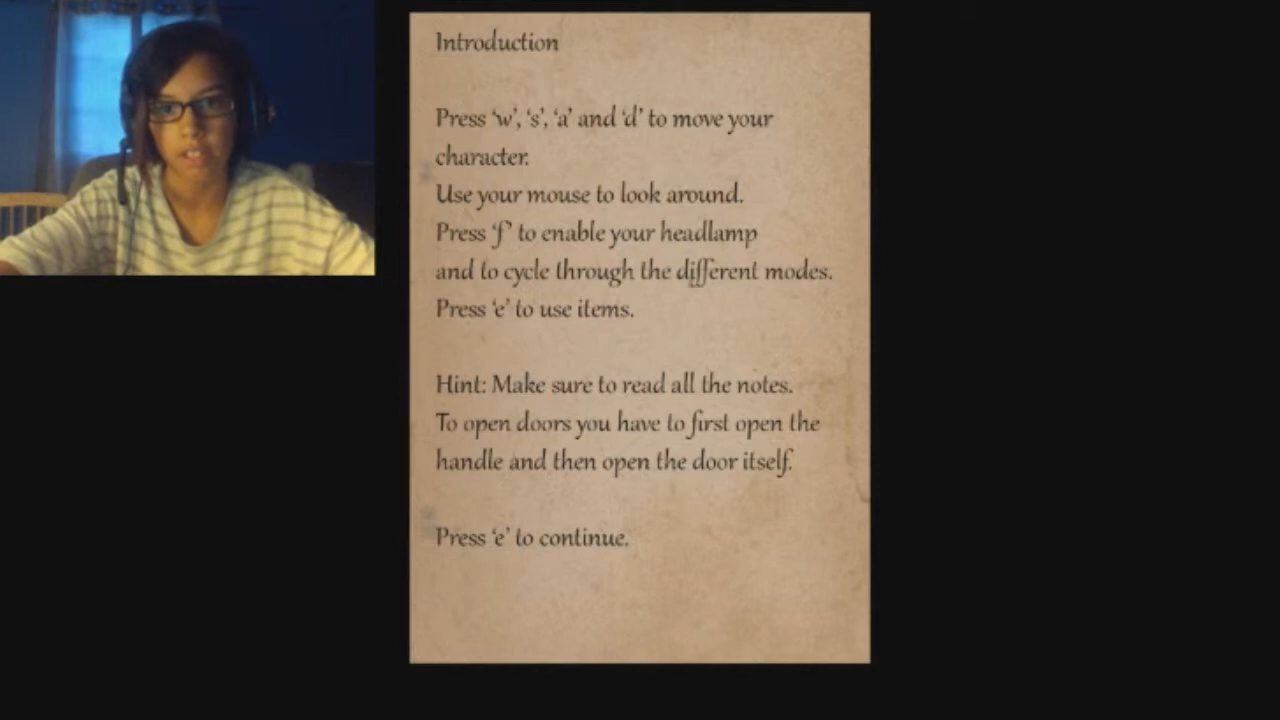 Introduction
Press ‘w’, ‘s’, ‘a’ and ‘d’ to move your
character.
Use your mouse to look around.
Press ‘f’ to enable your headlamp
and to cycle through the different modes.
Press ‘e’ to use items.
Hint: Make sure to read all the notes.
To open doors you have to first open the
handle and then open the door itself.
Press ‘e’ to continue.